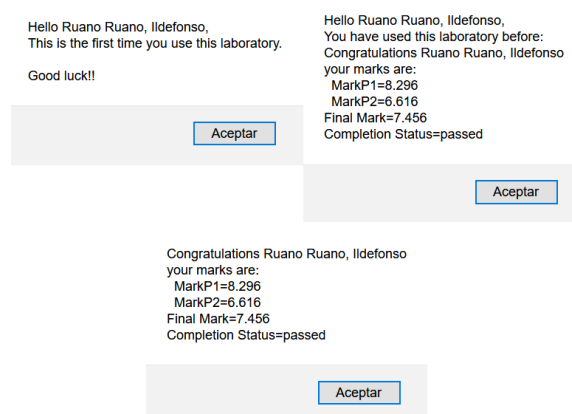 Hello Ruano Ruano, Ildefonso,
This is the first time you use this laboratory.
Good luck!!
Aceptar
Hello Ruano Ruano, Ildefonso,
You have used this laboratory before:
Congratulations Ruano Ruano, Ildefonso
your marks are:
MarkP1=8.296
MarkP2=6.616
Final Mark=7.456
Completion Status=passed
Aceptar
Congratulations Ruano Ruano, Ildefonso
your marks are:
MarkP1=8.296
MarkP2=6.616
Final Mark=7.456
Completion Status=passed
Aceptar